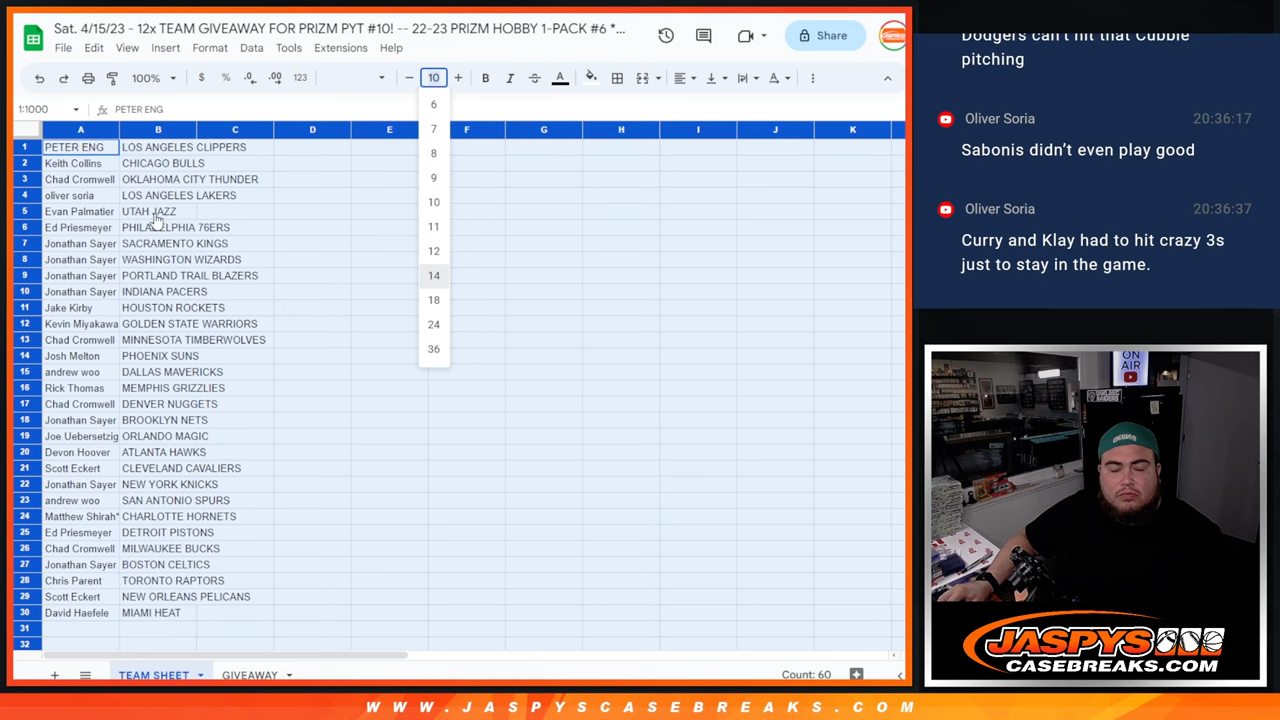 Sat. 4/15/23 - 12x TEAM GIVEAWAY FOR PRIZM PYT #10! -- 22-23 PRIZM HOBBY 1-PACK #6 *...
File Edit View Insert Format Data Tools Extensions Help
Share
100% $ % .0 .00 123 10 B I A
1:1000 fx PETER ENG
A B C D E F G H I J K
1 PETER ENG LOS ANGELES CLIPPERS
2 Keith Collins CHICAGO BULLS
3 Chad Cromwell OKLAHOMA CITY THUNDER
4 oliver soria LOS ANGELES LAKERS
5 Evan Palmatier UTAH JAZZ
6 Ed Priesmeyer PHILADELPHIA 76ERS
7 Jonathan Sayer SACRAMENTO KINGS
8 Jonathan Sayer WASHINGTON WIZARDS
9 Jonathan Sayer PORTLAND TRAIL BLAZERS
10 Jonathan Sayer INDIANA PACERS
11 Jake Kirby HOUSTON ROCKETS
12 Kevin Miyakawa GOLDEN STATE WARRIORS
13 Chad Cromwell MINNESOTA TIMBERWOLVES
14 Josh Melton PHOENIX SUNS
15 andrew woo DALLAS MAVERICKS
16 Rick Thomas MEMPHIS GRIZZLIES
17 Chad Cromwell DENVER NUGGETS
18 Jonathan Sayer BROOKLYN NETS
19 Joe Uebersetzig ORLANDO MAGIC
20 Devon Hoover ATLANTA HAWKS
21 Scott Eckert CLEVELAND CAVALIERS
22 Jonathan Sayer NEW YORK KNICKS
23 andrew woo SAN ANTONIO SPURS
24 Matthew Shirah* CHARLOTTE HORNETS
25 Ed Priesmeyer DETROIT PISTONS
26 Chad Cromwell MILWAUKEE BUCKS
27 Jonathan Sayer BOSTON CELTICS
28 Chris Parent TORONTO RAPTORS
29 Scott Eckert NEW ORLEANS PELICANS
30 David Haefele MIAMI HEAT
31
32
6
7
8
9
10
11
12
14
18
24
36
TEAM SHEET GIVEAWAY Count: 60
Dodgers can't hit that Cubbie
pitching
Oliver Soria 20:36:17
Sabonis didn't even play good
Oliver Soria 20:36:37
Curry and Klay had to hit crazy 3s
just to stay in the game.
ON
AIR
JASPYS
CASEBREAKS.COM
WWW.JASPYSCASEBREAKS.COM